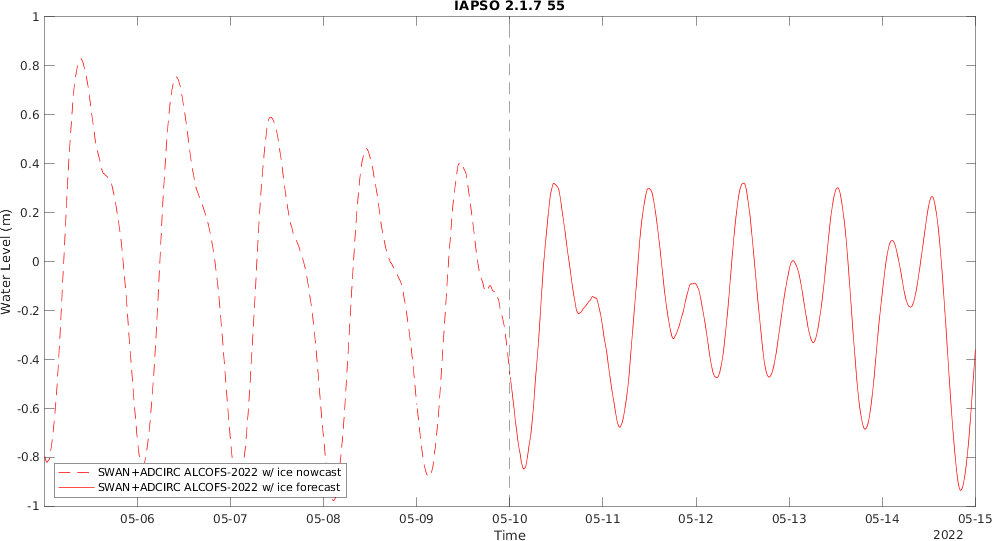 IAPSO 2.1.7 55
1
0.8
0.6
0.4
0.2
0
-0.2
-0.4
-0.6
-0.8
-1
Water Level (m)
SWAN+ADCIRC ALCOFS-2022 w/ ice nowcast
SWAN+ADCIRC ALCOFS-2022 w/ ice forecast
05-06 05-07 05-08 05-09 05-10 05-11 05-12 05-13 05-14 05-15
Time
2022